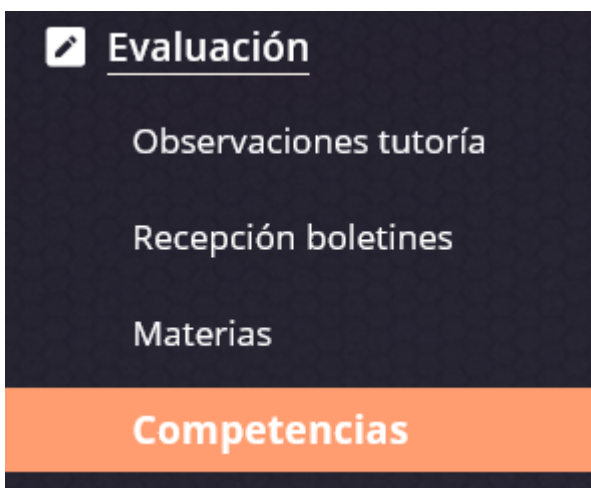 Evaluación
Observaciones tutoría
Recepción boletines
Materias
Competencias